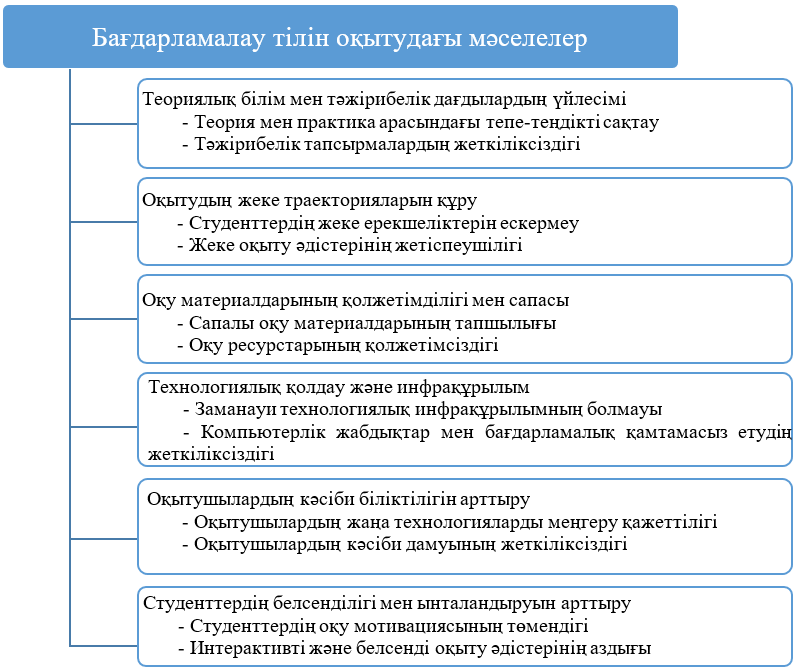 Бағдарламалау тілін оқытудағы мәселелер
Теориялық білім мен тәжірибелік дағдылардың үйлесімі
- Теория мен практика арасындағы тепе-теңдікті сақтау
- Тәжірибелік тапсырмалардың жеткіліксіздігі
Оқытудың жеке траекторияларын құру
- Студенттердің жеке ерекшеліктерін ескермеу
- Жеке оқыту әдістерінің жетіспеушілігі
Оқу материалдарының қолжетімділігі мен сапасы
- Сапалы оқу материалдарының тапшылығы
- Оқу ресурстарының қолжетімсіздігі
Технологиялық қолдау және инфрақұрылым
- Заманауи технологиялық инфрақұрылымның болмауы
- Компьютерлік жабдықтар мен бағдарламалық қамтамасыз етудің
жеткіліксіздігі
Оқытушылардың кәсіби біліктілігін арттыру
- Оқытушылардың жаңа технологияларды меңгеру қажеттілігі
- Оқытушылардың кәсіби дамуының жеткіліксіздігі
Студенттердің белсенділігі мен ынталандыруын арттыру
- Студенттердің оқу мотивациясының төмендігі
- Интерактивті және белсенді оқыту әдістерінің аздығы